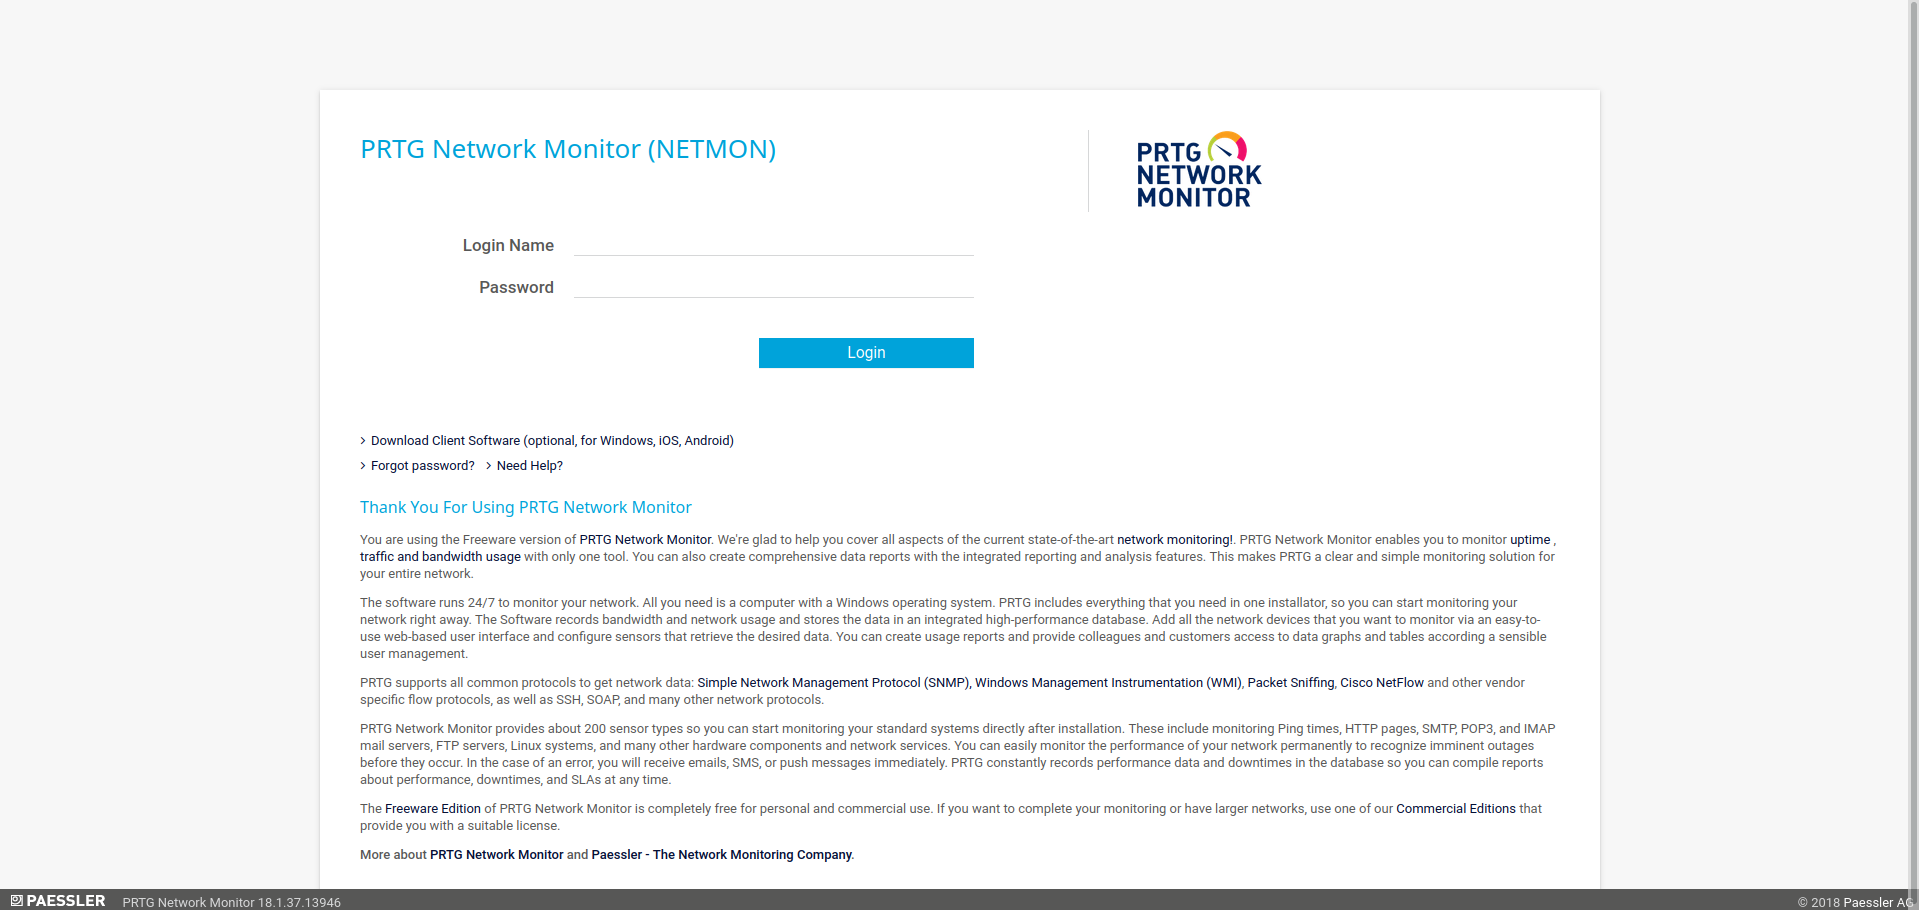 PRTG Network Monitor (NETMON)
PRTG
NETWORK
MONITOR
Login Name
Password
Login
Download Client Software (optional, for Windows, iOS, Android)
Forgot password? Need Help?
Thank You For Using PRTG Network Monitor
You are using the Freeware version of PRTG Network Monitor. We're glad to help you cover all aspects of the current state-of-the-art network monitoring!. PRTG Network Monitor enables you to monitor uptime ,
traffic and bandwidth usage with only one tool. You can also create comprehensive data reports with the integrated reporting and analysis features. This makes PRTG a clear and simple monitoring solution for
your entire network.
The software runs 24/7 to monitor your network. All you need is a computer with a Windows operating system. PRTG includes everything that you need in one installator, so you can start monitoring your
network right away. The Software records bandwidth and network usage and stores the data in an integrated high-performance database. Add all the network devices that you want to monitor via an easy-to-
use web-based user interface and configure sensors that retrieve the desired data. You can create usage reports and provide colleagues and customers access to data graphs and tables according a sensible
user management.
PRTG supports all common protocols to get network data: Simple Network Management Protocol (SNMP), Windows Management Instrumentation (WMI), Packet Sniffing, Cisco NetFlow and other vendor
specific flow protocols, as well as SSH, SOAP, and many other network protocols.
PRTG Network Monitor provides about 200 sensor types so you can start monitoring your standard systems directly after installation. These include monitoring Ping times, HTTP pages, SMTP, POP3, and IMAP
mail servers, FTP servers, Linux systems, and many other hardware components and network services. You can easily monitor the performance of your network permanently to recognize imminent outages
before they occur. In the case of an error, you will receive emails, SMS, or push messages immediately. PRTG constantly records performance data and downtimes in the database so you can compile reports
about performance, downtimes, and SLAs at any time.
The Freeware Edition of PRTG Network Monitor is completely free for personal and commercial use. If you want to complete your monitoring or have larger networks, use one of our Commercial Editions that
provide you with a suitable license.
More about PRTG Network Monitor and Paessler - The Network Monitoring Company.
PAESSLER PRTG Network Monitor 18.1.37.13946 © 2018 Paessler AG